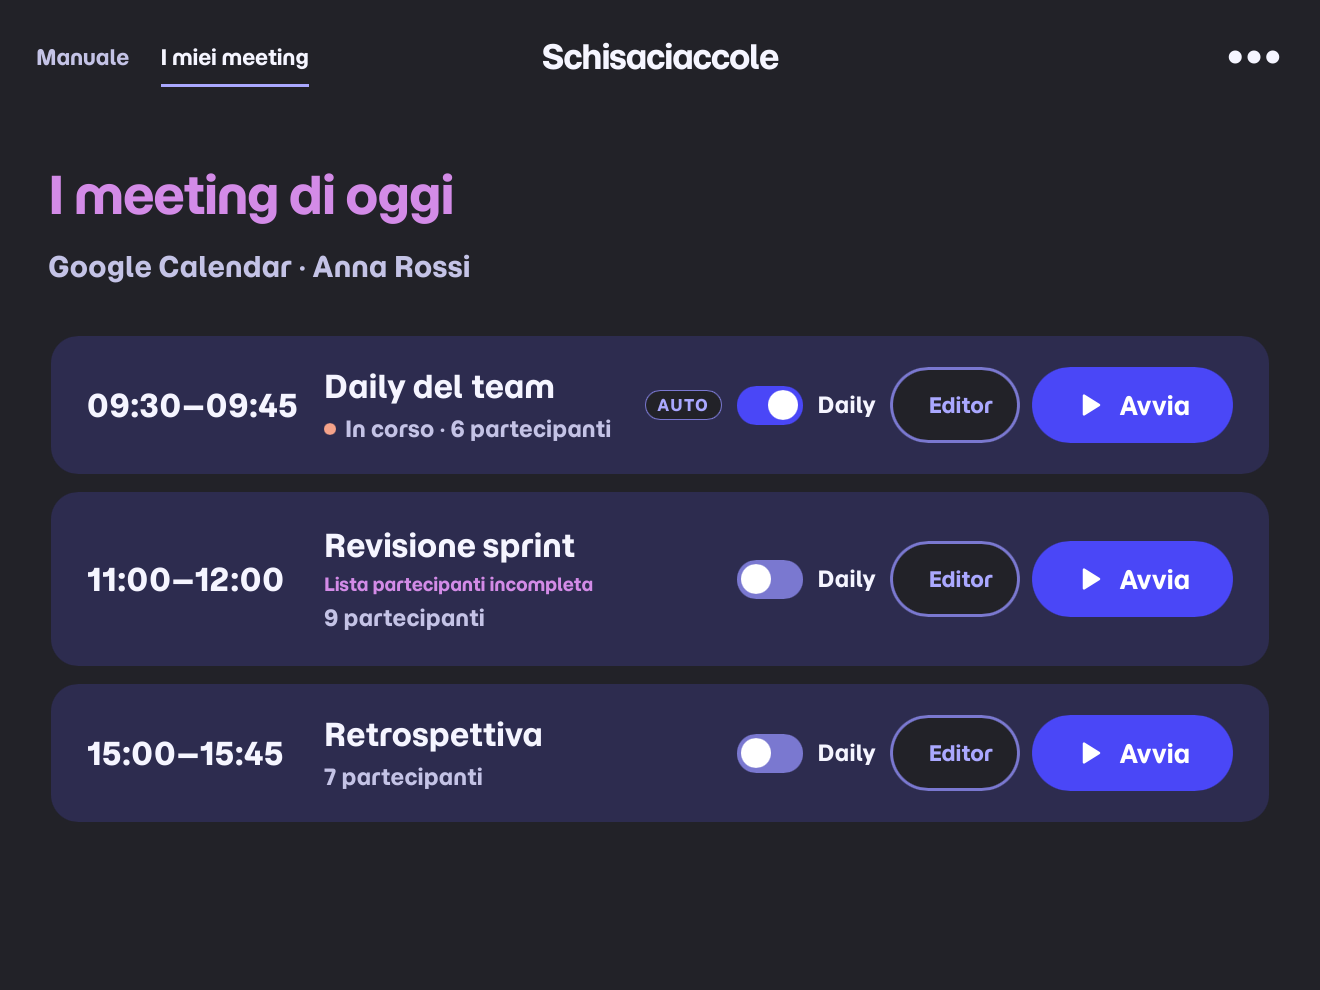 Manuale
I miei meeting
Schisaciaccole
I meeting di oggi
Google Calendar · Anna Rossi
09:30–09:45
Daily del team
In corso · 6 partecipanti
AUTO
Daily
Editor
Avvia
11:00–12:00
Revisione sprint
Lista partecipanti incompleta
9 partecipanti
Daily
Editor
Avvia
15:00–15:45
Retrospettiva
7 partecipanti
Daily
Editor
Avvia